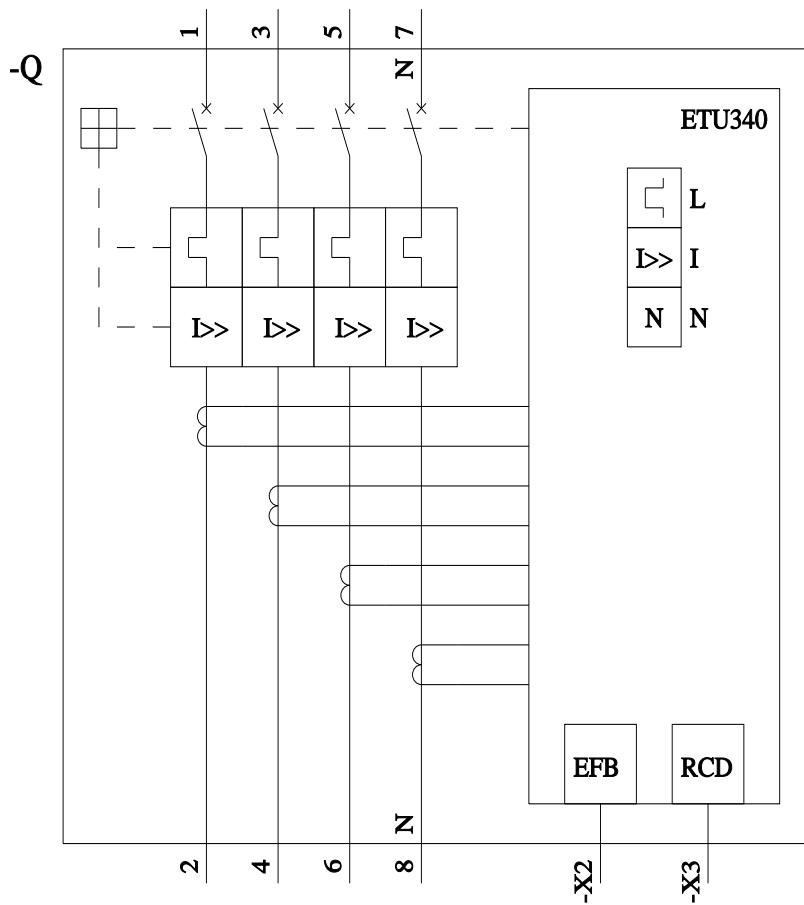 1 3 5 7
-Q N
ETU340
L
I>> I
N N
I>> I>> I>> I>>
EFB RCD
N
2 4 6 8 -X2 -X3